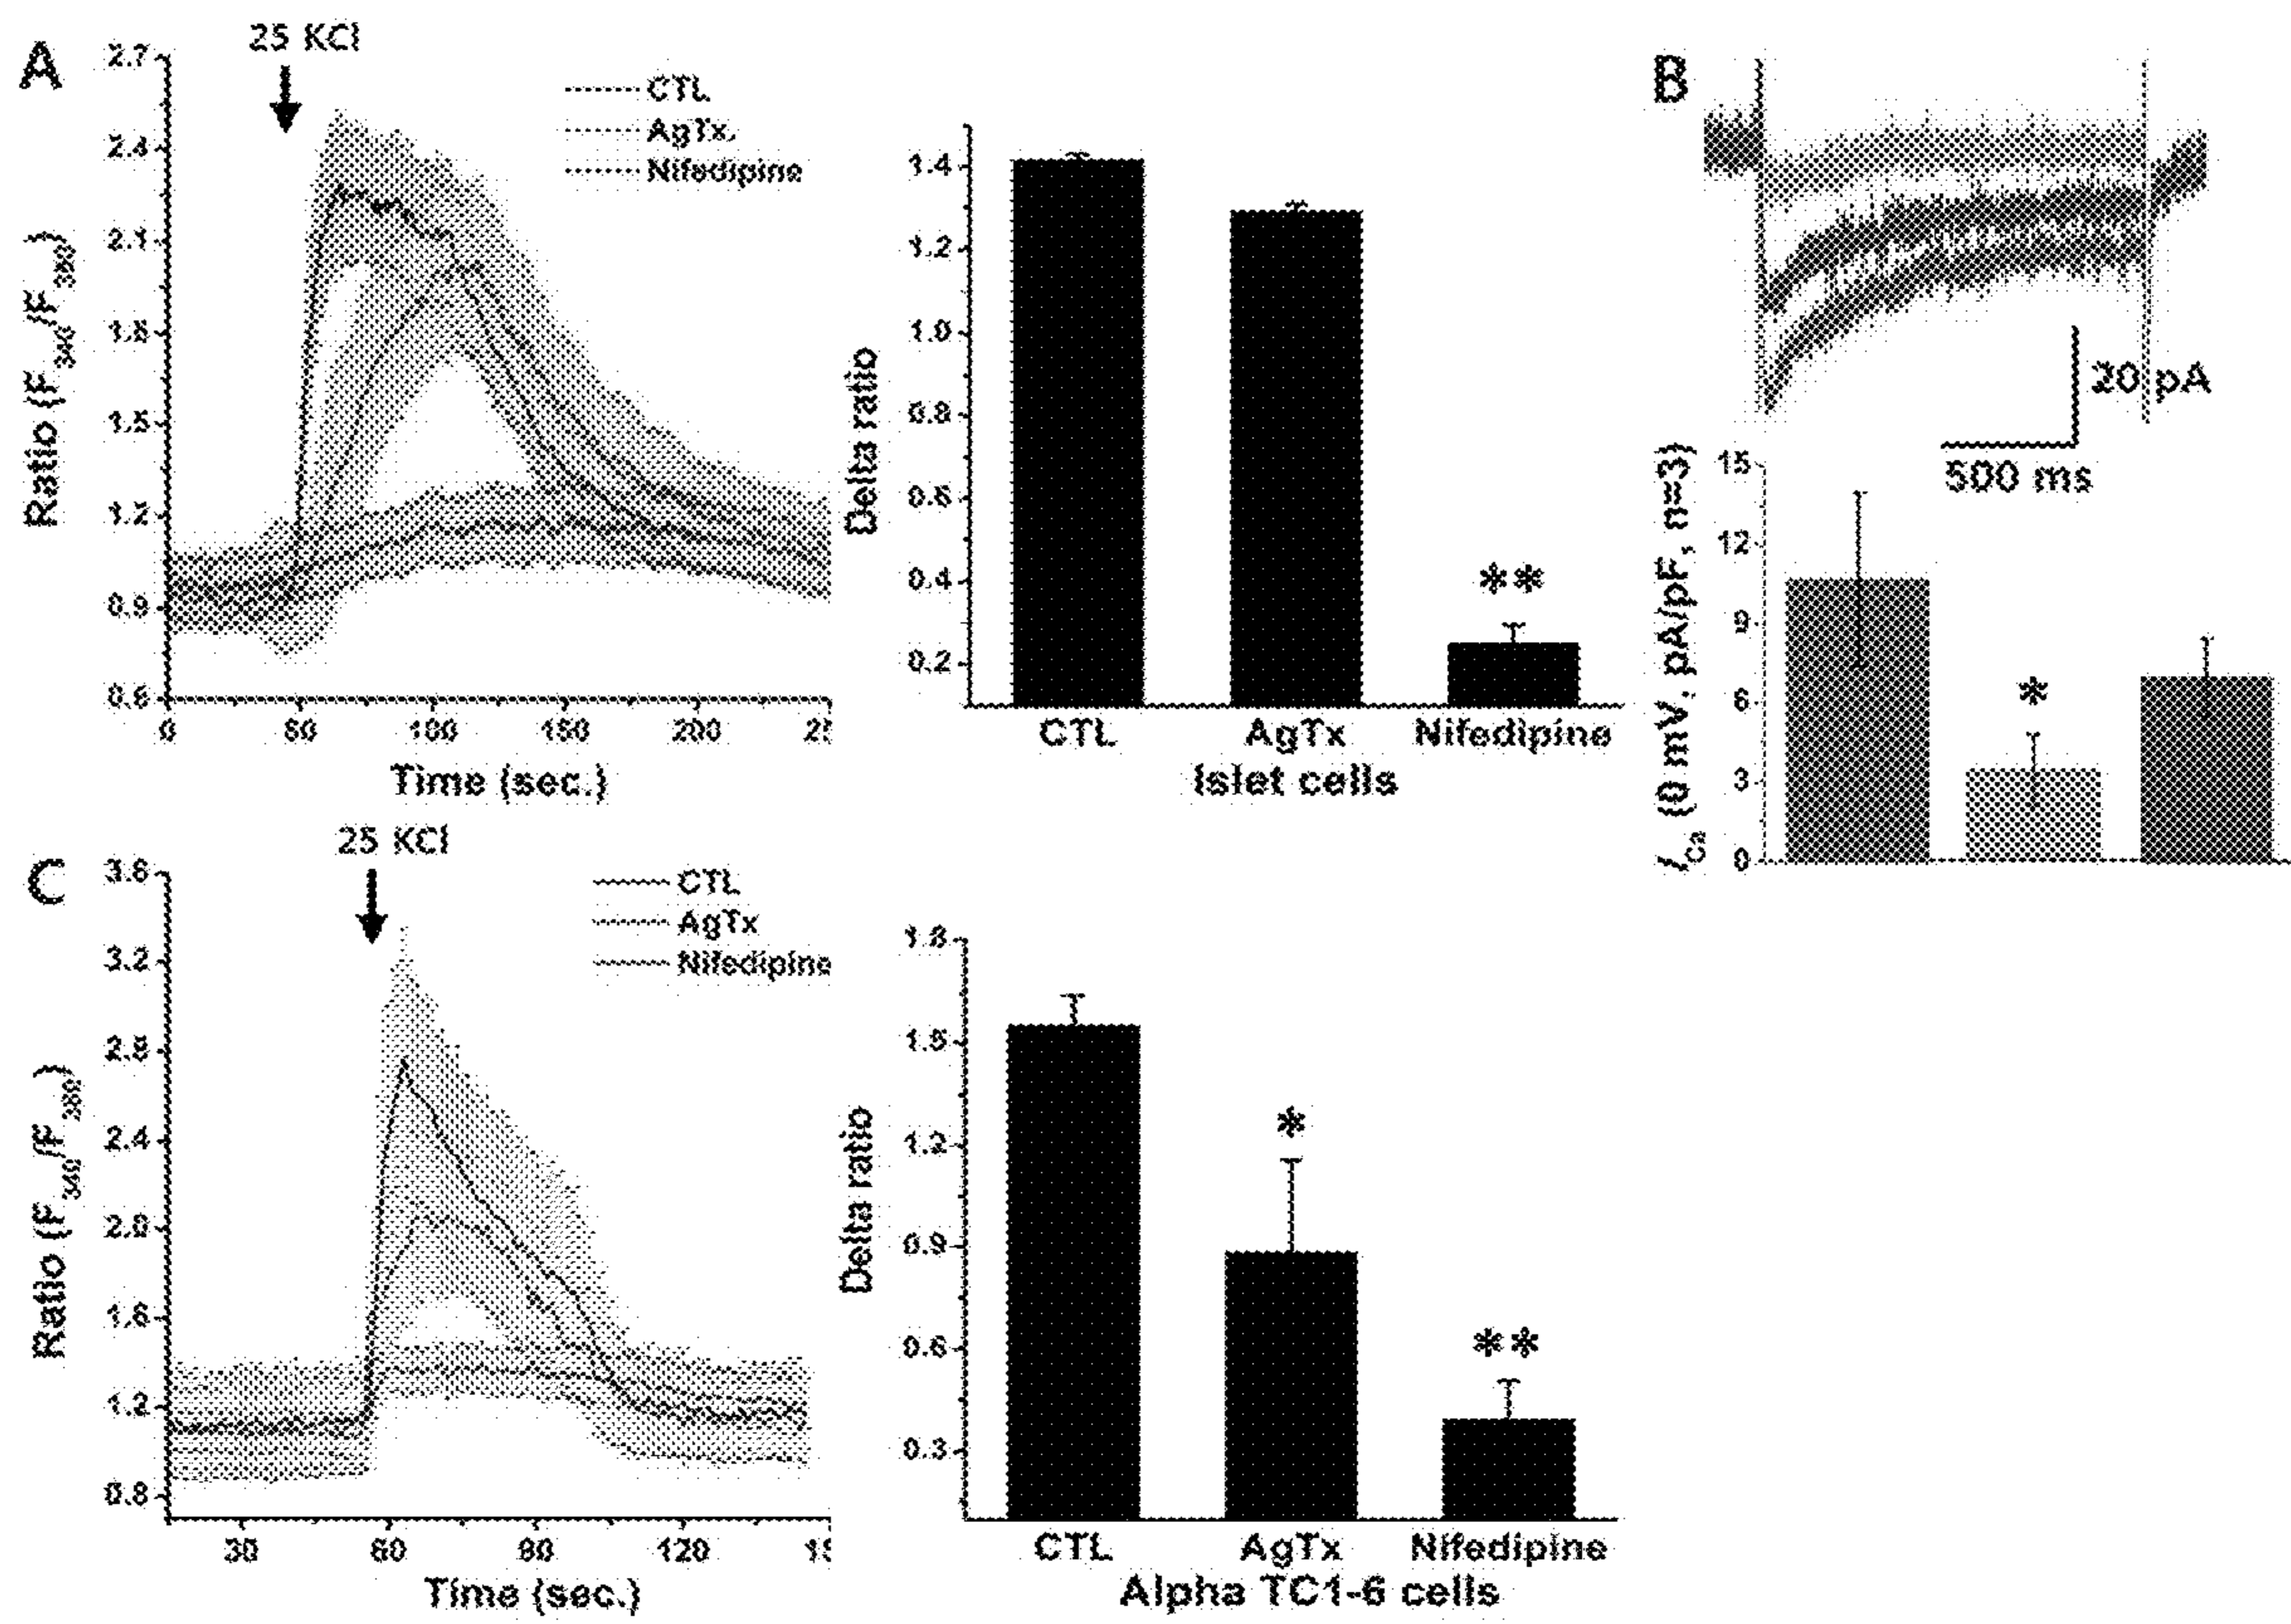 A
25 KCl
CTL
AgTx
Nifedipine
2.7
2.4
2.1
1.8
1.5
1.2
0.9
0.6
Ratio (F340/F380)
0
50
100
150
200
Time (sec.)
1.4
1.2
1.0
0.8
0.6
0.4
0.2
Delta ratio
**
CTL
AgTx
Nifedipine
Islet cells
B
20 pA
500 ms
15
12
9
6
3
0
ICa (0 mV, pA/pF, n=3)
*
C
25 KCl
CTL
AgTx
Nifedipine
3.6
3.2
2.8
2.4
2.0
1.6
1.2
0.8
Ratio (F340/F380)
30
60
90
120
Time (sec.)
1.8
1.5
1.2
0.9
0.6
0.3
Delta ratio
*
**
CTL
AgTx
Nifedipine
Alpha TC1-6 cells